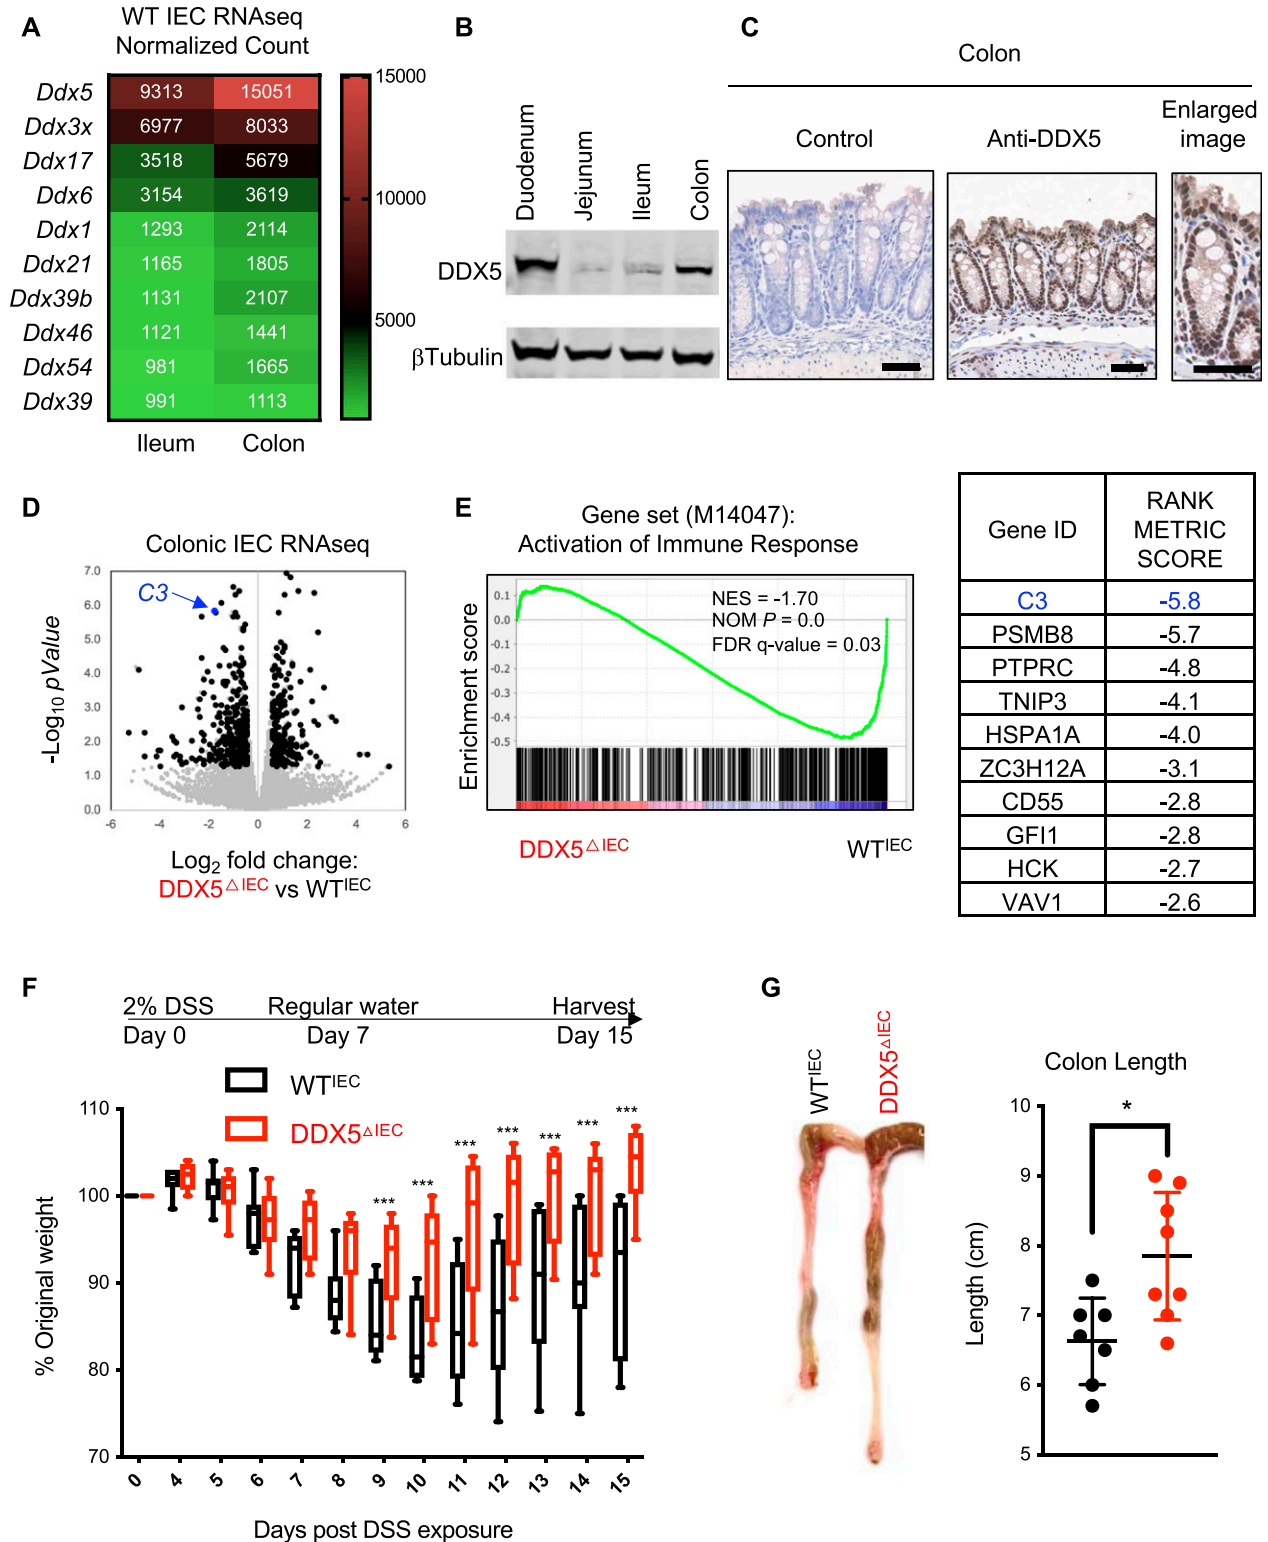 A
WT IEC RNAseq
Normalized Count
Ddx5 9313 15051
Ddx3x 6977 8033
Ddx17 3518 5679
Ddx6 3154 3619
Ddx1 1293 2114
Ddx21 1165 1805
Ddx39b 1131 2107
Ddx46 1121 1441
Ddx54 981 1665
Ddx39 991 1113
Ileum Colon
15000
10000
5000
B
Duodenum
Jejunum
Ileum
Colon
DDX5
βTubulin
C
Colon
Control
Anti-DDX5
Enlarged
image
D
Colonic IEC RNAseq
-Log10 pValue
7.0
6.0
5.0
4.0
3.0
2.0
1.0
0.0
C3
-6 -4 -2 0 2 4 6
Log2 fold change:
DDX5△IEC vs WTIEC
E
Gene set (M14047):
Activation of Immune Response
Enrichment score
0.1
0.0
-0.1
-0.2
-0.3
-0.4
-0.5
NES = -1.70
NOM P = 0.0
FDR q-value = 0.03
DDX5△IEC
WTIEC
Gene ID RANK
METRIC
SCORE
C3 -5.8
PSMB8 -5.7
PTPRC -4.8
TNIP3 -4.1
HSPA1A -4.0
ZC3H12A -3.1
CD55 -2.8
GFI1 -2.8
HCK -2.7
VAV1 -2.6
F
2% DSS Regular water Harvest
Day 0 Day 7 Day 15
WTIEC
DDX5△IEC
% Original weight
110
100
90
80
70
*** *** *** *** *** *** ***
0 4 5 6 7 8 9 10 11 12 13 14 15
Days post DSS exposure
G
WTIEC
DDX5△IEC
Colon Length
*
Length (cm)
10
9
8
7
6
5